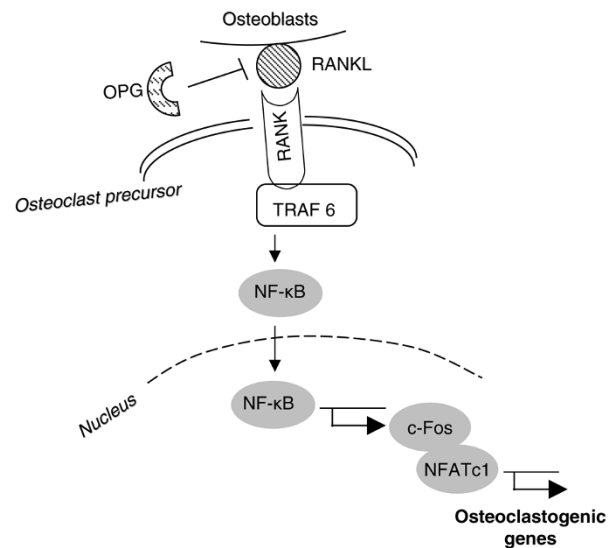 Osteoblasts
RANKL
OPG
RANK
Osteoclast precursor
TRAF 6
NF-κB
Nucleus
NF-κB
c-Fos
NFATc1
Osteoclastogenic
genes